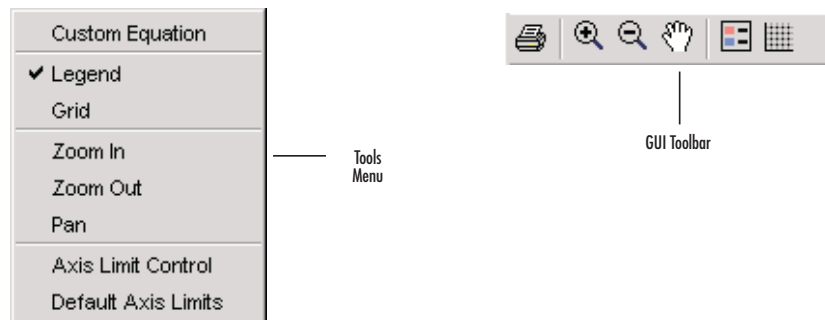 Custom Equation
Legend
Grid
Zoom In
Zoom Out
Pan
Axis Limit Control
Default Axis Limits
Tools
Menu
GUI Toolbar